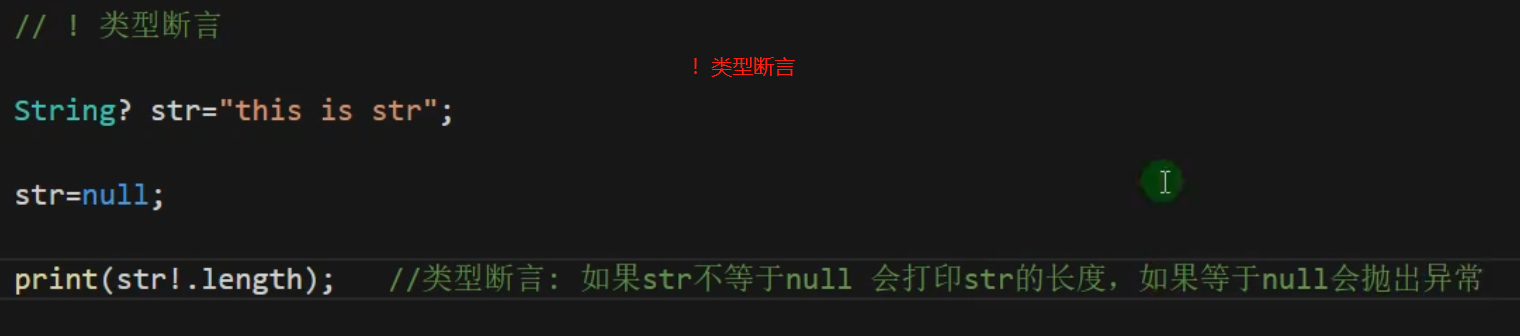 // ! 类型断言
! 类型断言
String? str="this is str";
str=null;
print(str!.length);   //类型断言: 如果str不等于null 会打印str的长度，如果等于null会抛出异常